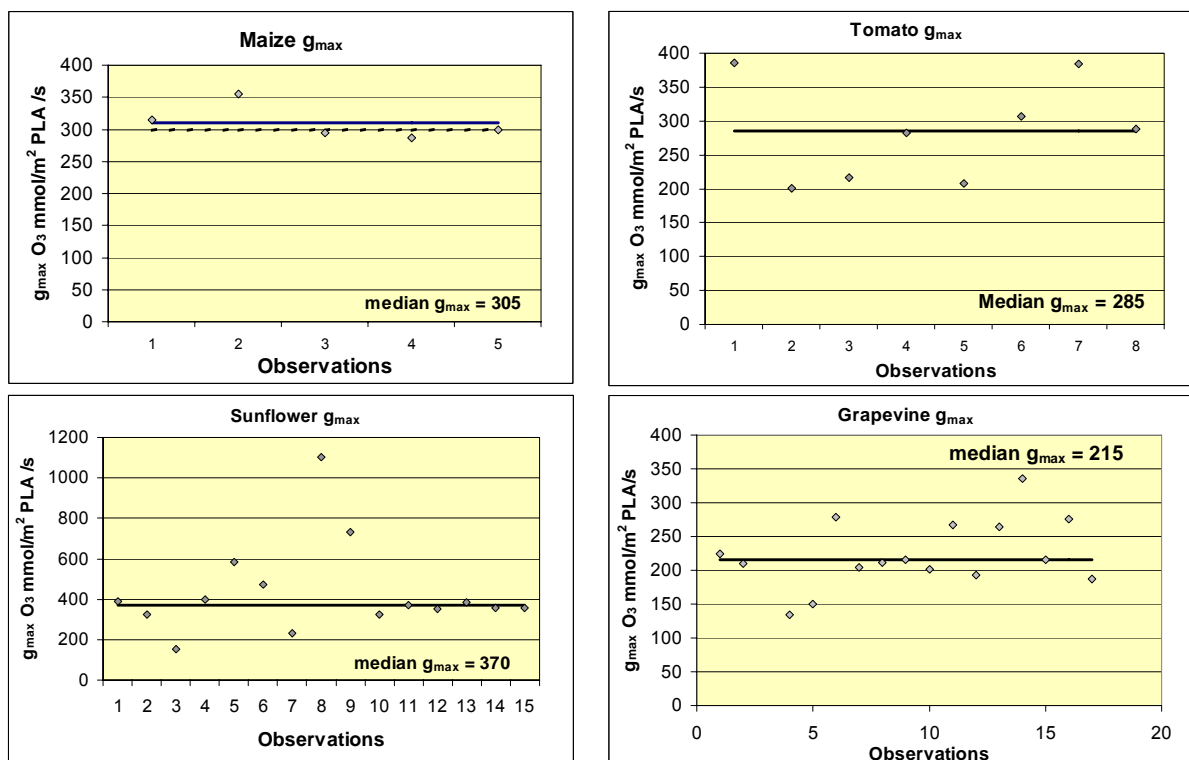 Maize gmax
gmax O3 mmol/m² PLA /s
400
350
300
250
200
150
100
50
0
median gmax = 305
1 2 3 4 5
Observations
Tomato gmax
gmax O3 mmol/m² PLA /s
400
350
300
250
200
150
100
50
0
Median gmax = 285
1 2 3 4 5 6 7 8
Observations
Sunflower gmax
gmax O3 mmol/m² PLA /s
1200
1000
800
600
400
200
0
median gmax = 370
1 2 3 4 5 6 7 8 9 10 11 12 13 14 15
Observations
Grapevine gmax
gmax O3 mmol/m² PLA/s
400
350
300
250
200
150
100
50
0
median gmax = 215
0 5 10 15 20
Observations